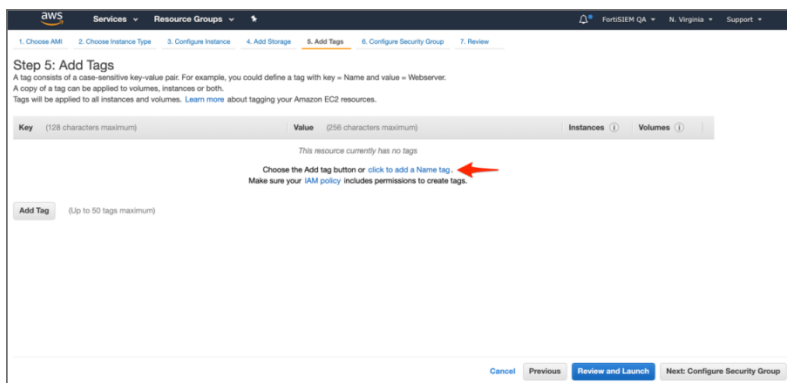 aws Services Resource Groups FortiSIEM QA N. Virginia Support
1. Choose AMI 2. Choose Instance Type 3. Configure Instance 4. Add Storage 5. Add Tags 6. Configure Security Group 7. Review
Step 5: Add Tags
A tag consists of a case-sensitive key-value pair. For example, you could define a tag with key = Name and value = Webserver.
A copy of a tag can be applied to volumes, instances or both.
Tags will be applied to all instances and volumes. Learn more about tagging your Amazon EC2 resources.
Key (128 characters maximum) Value (256 characters maximum) Instances i Volumes i
This resource currently has no tags
Choose the Add tag button or click to add a Name tag.
Make sure your IAM policy includes permissions to create tags.
Add Tag (Up to 50 tags maximum)
Cancel Previous Review and Launch Next: Configure Security Group